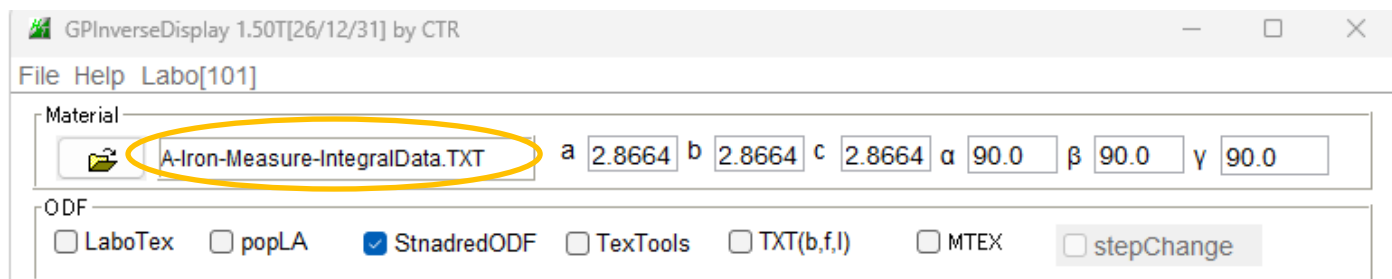 GPInverseDisplay 1.50T[26/12/31] by CTR
File Help Labo[101]
Material
A-Iron-Measure-IntegralData.TXT a 2.8664 b 2.8664 c 2.8664 α 90.0 β 90.0 γ 90.0
ODF
LaboTex popLA StnadredODF TexTools TXT(b,f,l) MTEX stepChange